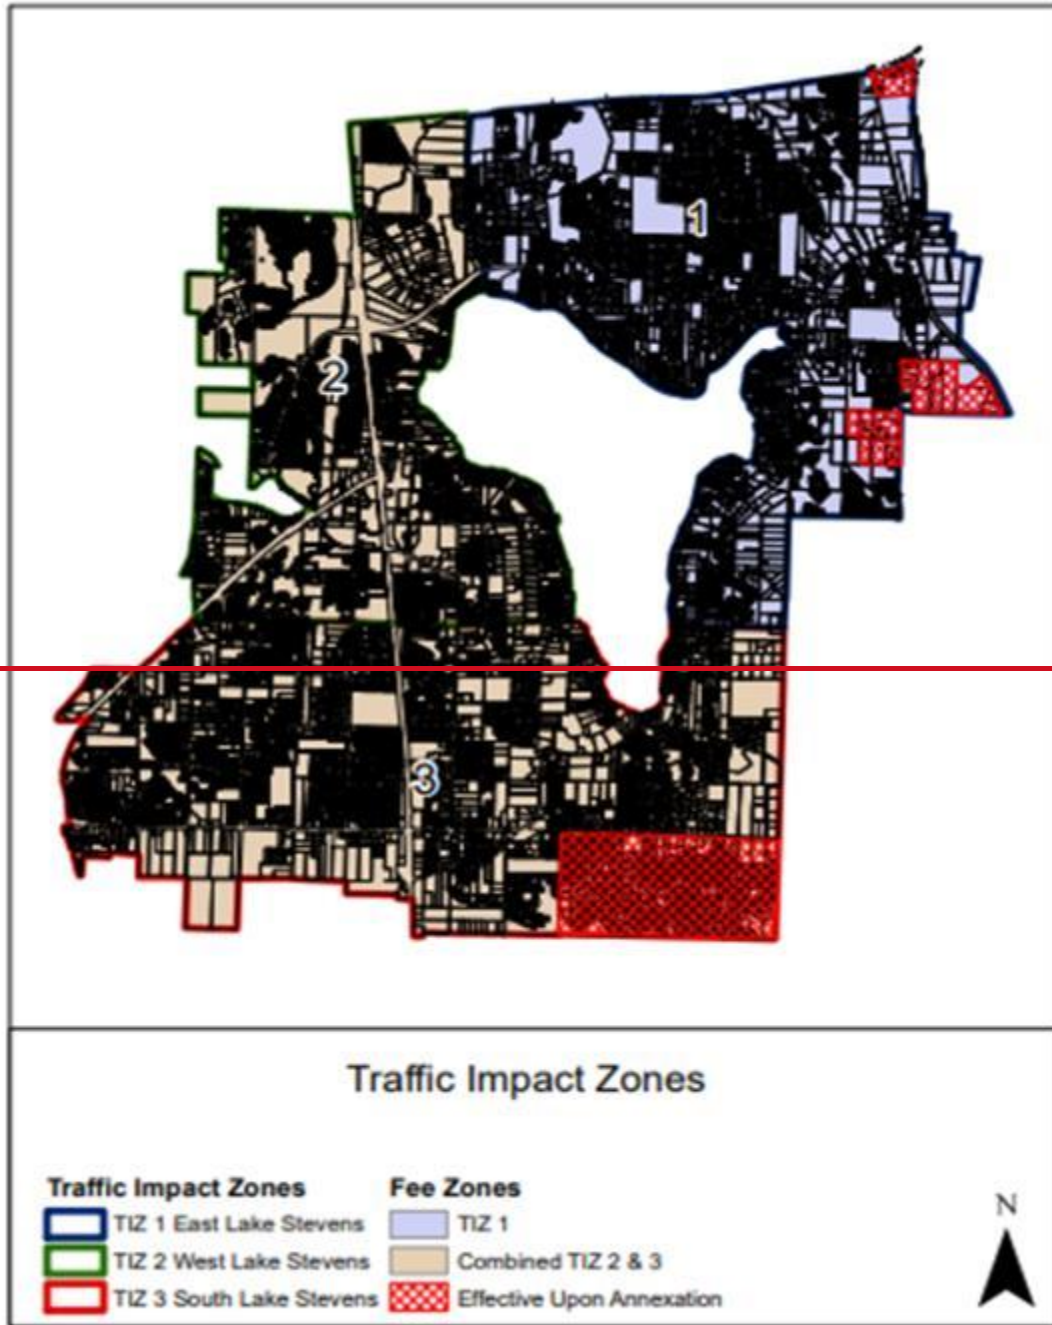 1
2
3
Traffic Impact Zones
Traffic Impact Zones
TIZ 1 East Lake Stevens
TIZ 2 West Lake Stevens
TIZ 3 South Lake Stevens
Fee Zones
TIZ 1
Combined TIZ 2 & 3
Effective Upon Annexation
N